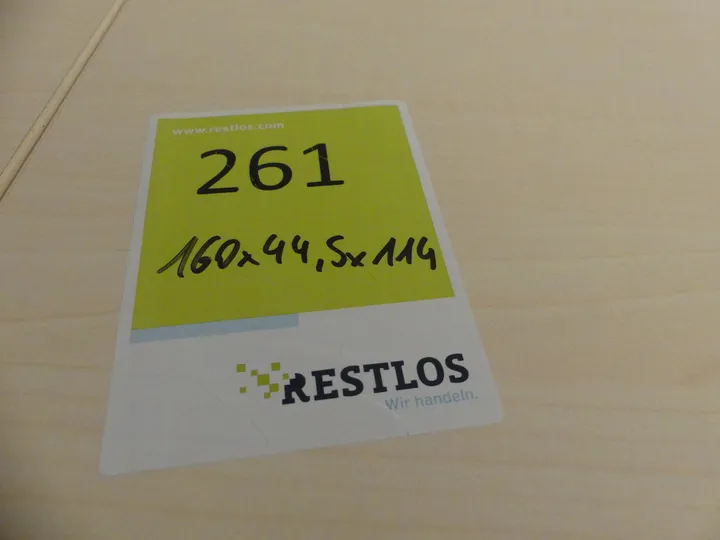 www.restlos.com
261
160x44,5x114
RESTLOS
Wir handeln.